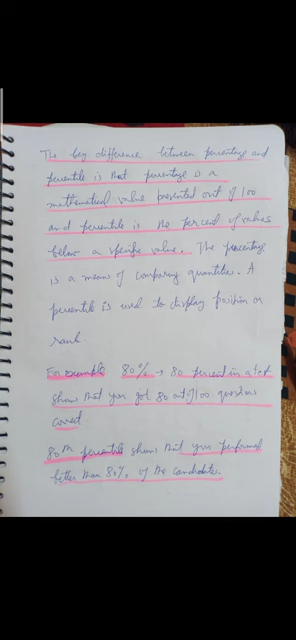 The key difference between percentage and
percentile is that percentage is a
mathematical value presented out of 100
and percentile is the percent of values
below a specific value. The percentage
is a means of comparing quantities. A
percentile is used to display position or
rank.
For example 80% → 80 percent in a test
shows that you got 80 out of 100 questions
correct
80th percentile shows that you performed
better than 80% of the candidates.